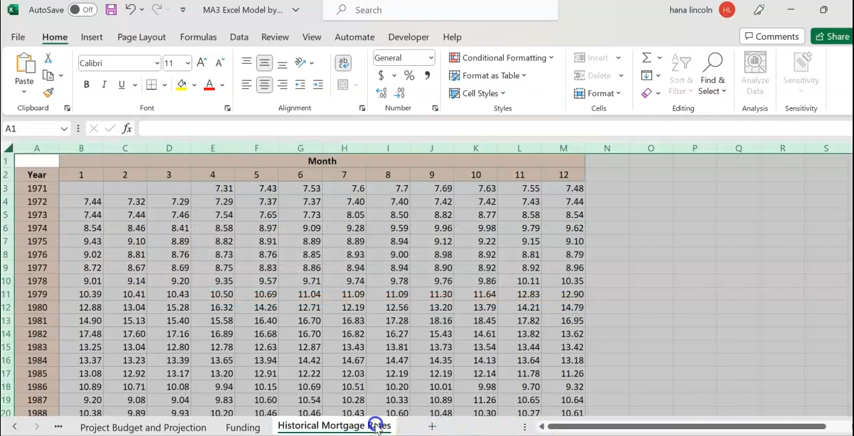 AutoSave Off MA3 Excel Model by... Search hana lincoln HL
File Home Insert Page Layout Formulas Data Review View Automate Developer Help Comments Share
Calibri 11 A^ A˅ General Conditional Formatting Insert
Paste B I U $ % , Format as Table Delete Sort & Filter Find & Select Analyze Data Sensitivity
Cell Styles Format
Clipboard Font Alignment Number Styles Cells Editing Analysis Sensitivity
A1 fx
A B C D E F G H I J K L M N O P Q R S
1 Month
2 Year 1 2 3 4 5 6 7 8 9 10 11 12
3 1971 7.31 7.43 7.53 7.6 7.7 7.69 7.63 7.55 7.48
4 1972 7.44 7.32 7.29 7.29 7.37 7.37 7.40 7.40 7.42 7.42 7.43 7.44
5 1973 7.44 7.44 7.46 7.54 7.65 7.73 8.05 8.50 8.82 8.77 8.58 8.54
6 1974 8.54 8.46 8.41 8.58 8.97 9.09 9.28 9.59 9.96 9.98 9.79 9.62
7 1975 9.43 9.10 8.89 8.82 8.91 8.89 8.89 8.94 9.12 9.22 9.15 9.10
8 1976 9.02 8.81 8.76 8.73 8.76 8.85 8.93 9.00 8.98 8.92 8.81 8.79
9 1977 8.72 8.67 8.69 8.75 8.83 8.86 8.94 8.94 8.90 8.92 8.92 8.96
10 1978 9.01 9.14 9.20 9.35 9.57 9.71 9.74 9.78 9.76 9.86 10.11 10.35
11 1979 10.39 10.41 10.43 10.50 10.69 11.04 11.09 11.09 11.30 11.64 12.83 12.90
12 1980 12.88 13.04 15.28 16.32 14.26 12.71 12.19 12.56 13.20 13.79 14.21 14.79
13 1981 14.90 15.13 15.40 15.58 16.40 16.70 16.83 17.28 18.16 18.45 17.82 16.95
14 1982 17.48 17.60 17.16 16.89 16.68 16.70 16.82 16.27 15.43 14.61 13.82 13.62
15 1983 13.25 13.04 12.80 12.78 12.63 12.87 13.43 13.81 13.73 13.54 13.44 13.42
16 1984 13.37 13.23 13.39 13.65 13.94 14.42 14.67 14.47 14.35 14.13 13.64 13.18
17 1985 13.08 12.92 13.17 13.20 12.91 12.22 12.03 12.19 12.19 12.14 11.78 11.26
18 1986 10.89 10.71 10.08 9.94 10.15 10.69 10.51 10.20 10.01 9.98 9.70 9.32
19 1987 9.20 9.08 9.04 9.83 10.60 10.54 10.28 10.33 10.89 11.26 10.65 10.64
20 1988 10.38 9.89 9.93 10.20 10.46 10.46 10.43 10.60 10.48 10.30 10.27 10.61
Project Budget and Projection Funding Historical Mortgage Rates